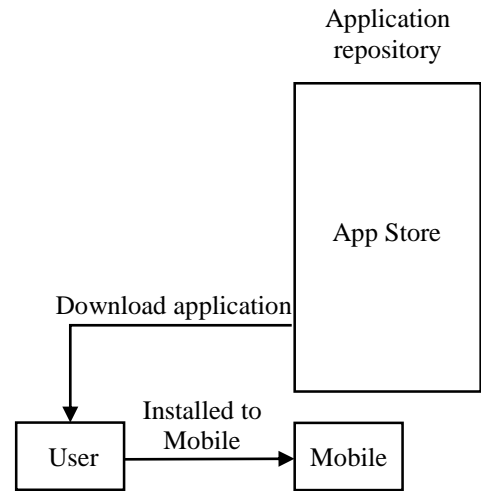 Application
repository
App Store
Download application
Installed to
Mobile
User
Mobile